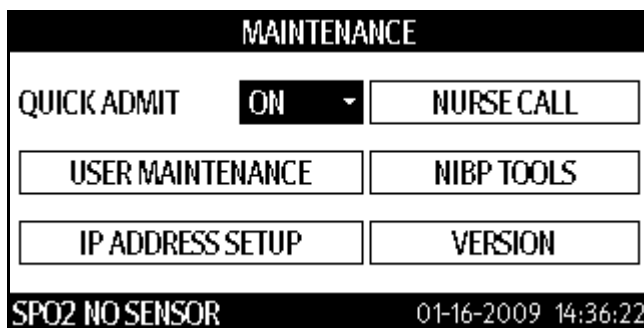 MAINTENANCE
QUICK ADMIT ON NURSE CALL
USER MAINTENANCE NIBP TOOLS
IP ADDRESS SETUP VERSION
SPO2 NO SENSOR 01-16-2009 14:36:22